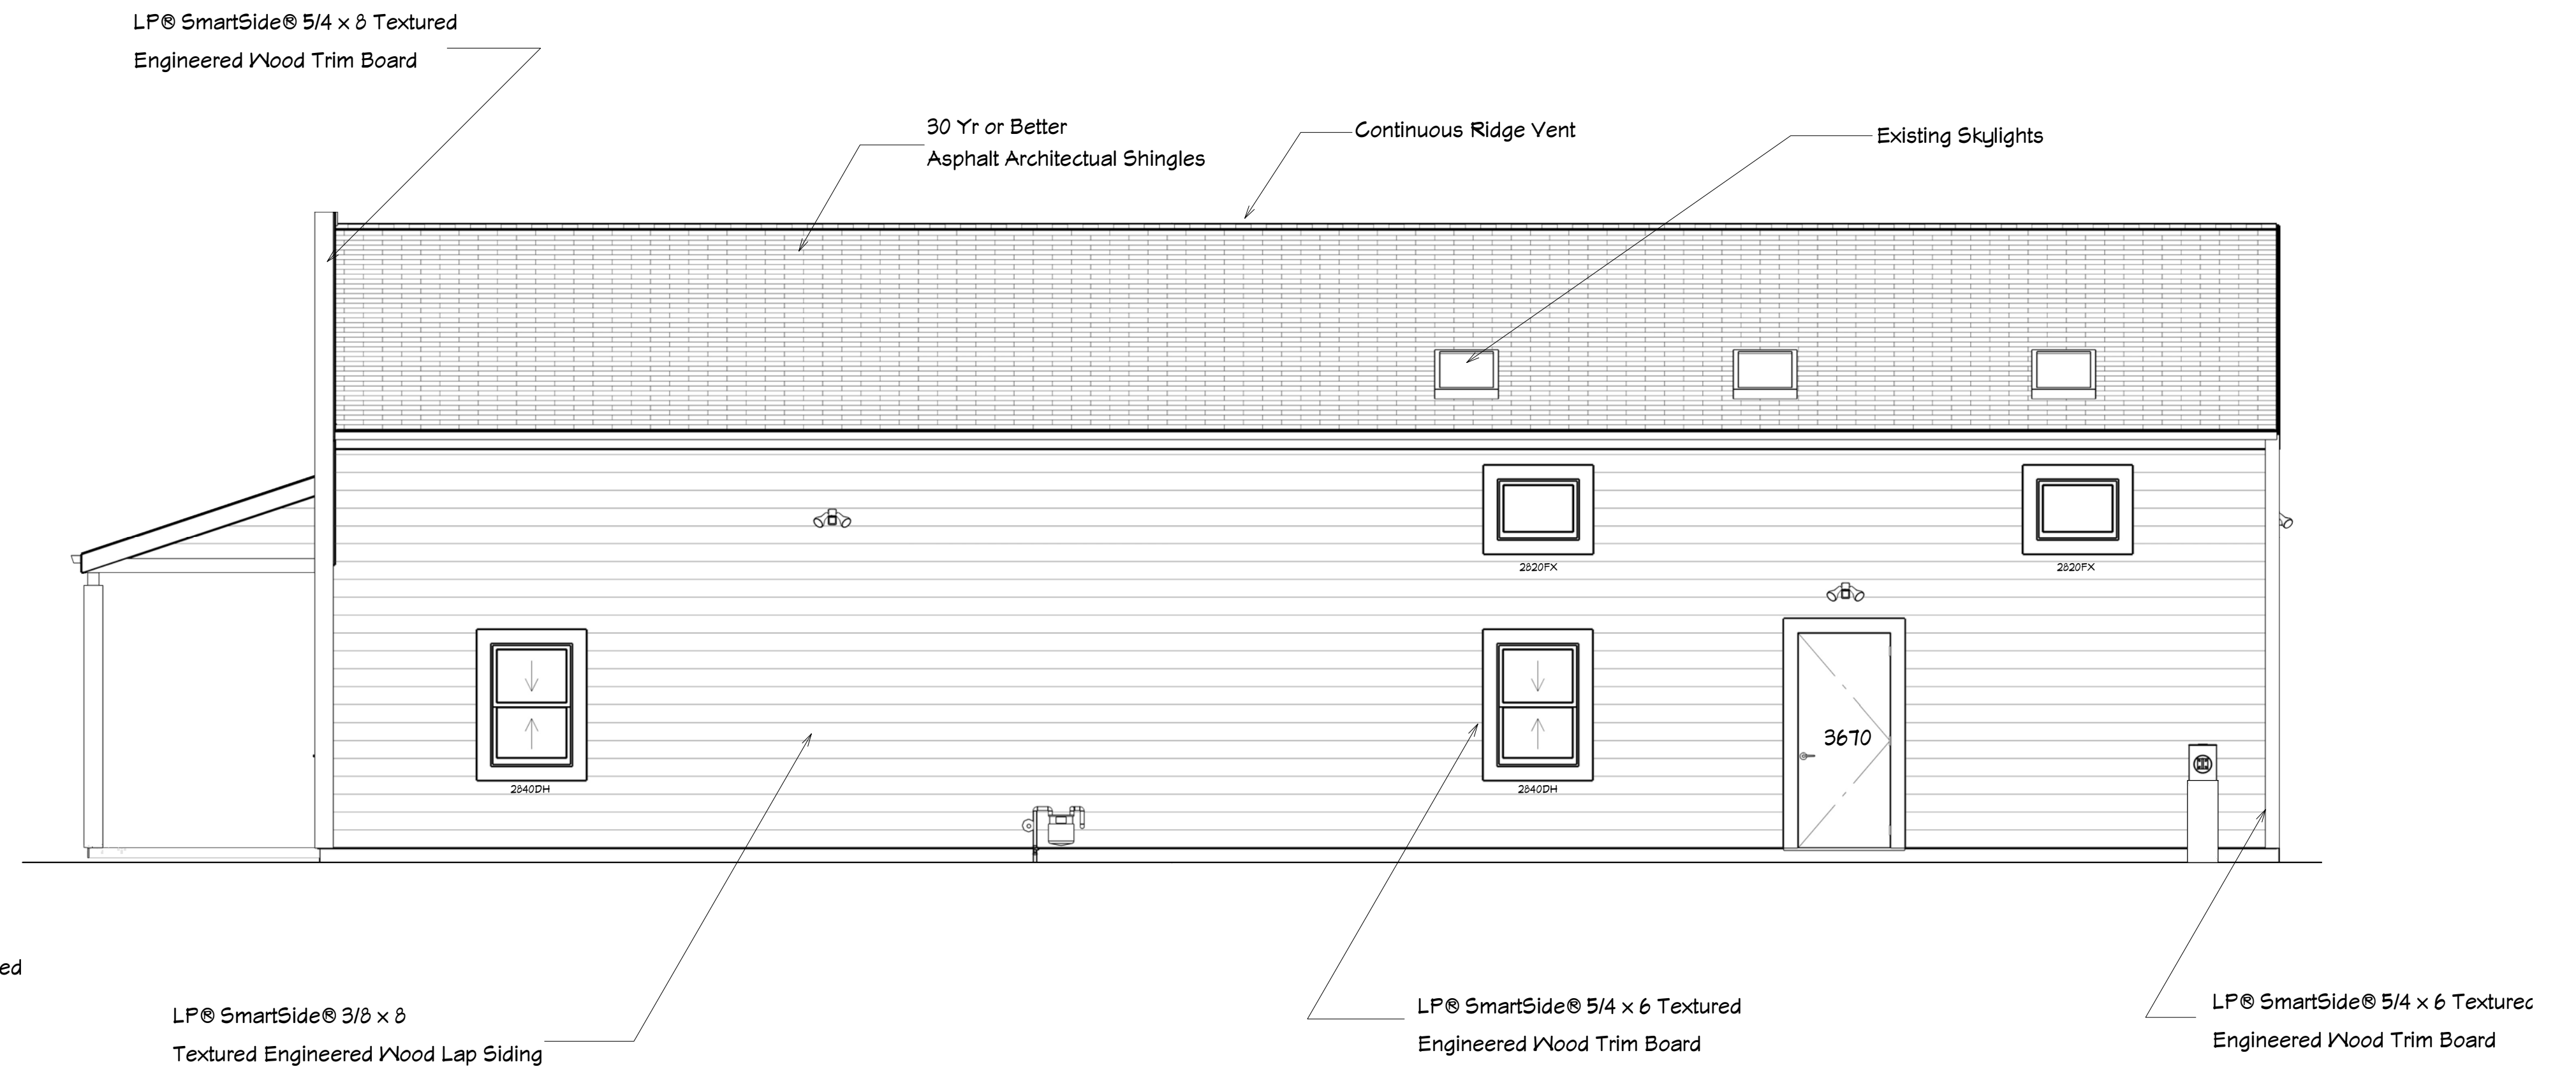 LP® SmartSide® 5/4 x 8 Textured
Engineered Wood Trim Board
30 Yr or Better
Asphalt Architectual Shingles
Continuous Ridge Vent
Existing Skylights
2820FX
2820FX
3670
2840DH
2840DH
ed
LP® SmartSide® 3/8 x 8
Textured Engineered Wood Lap Siding
LP® SmartSide® 5/4 x 6 Textured
Engineered Wood Trim Board
LP® SmartSide® 5/4 x 6 Textured
Engineered Wood Trim Board